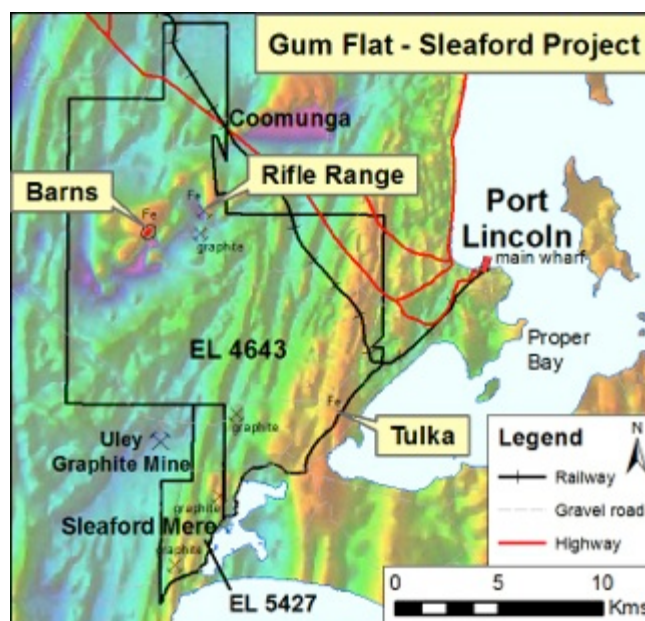 Gum Flat - Sleaford Project
Coomunga
Barns
Fe
Fe
Rifle Range
graphite
Port
Lincoln
main wharf
EL 4643
Proper
Bay
Fe
Tulka
graphite
Uley
Graphite Mine
graphite
Sleaford Mere
graphite
EL 5427
Legend
N
Railway
Gravel road
Highway
0 5 10
Kms